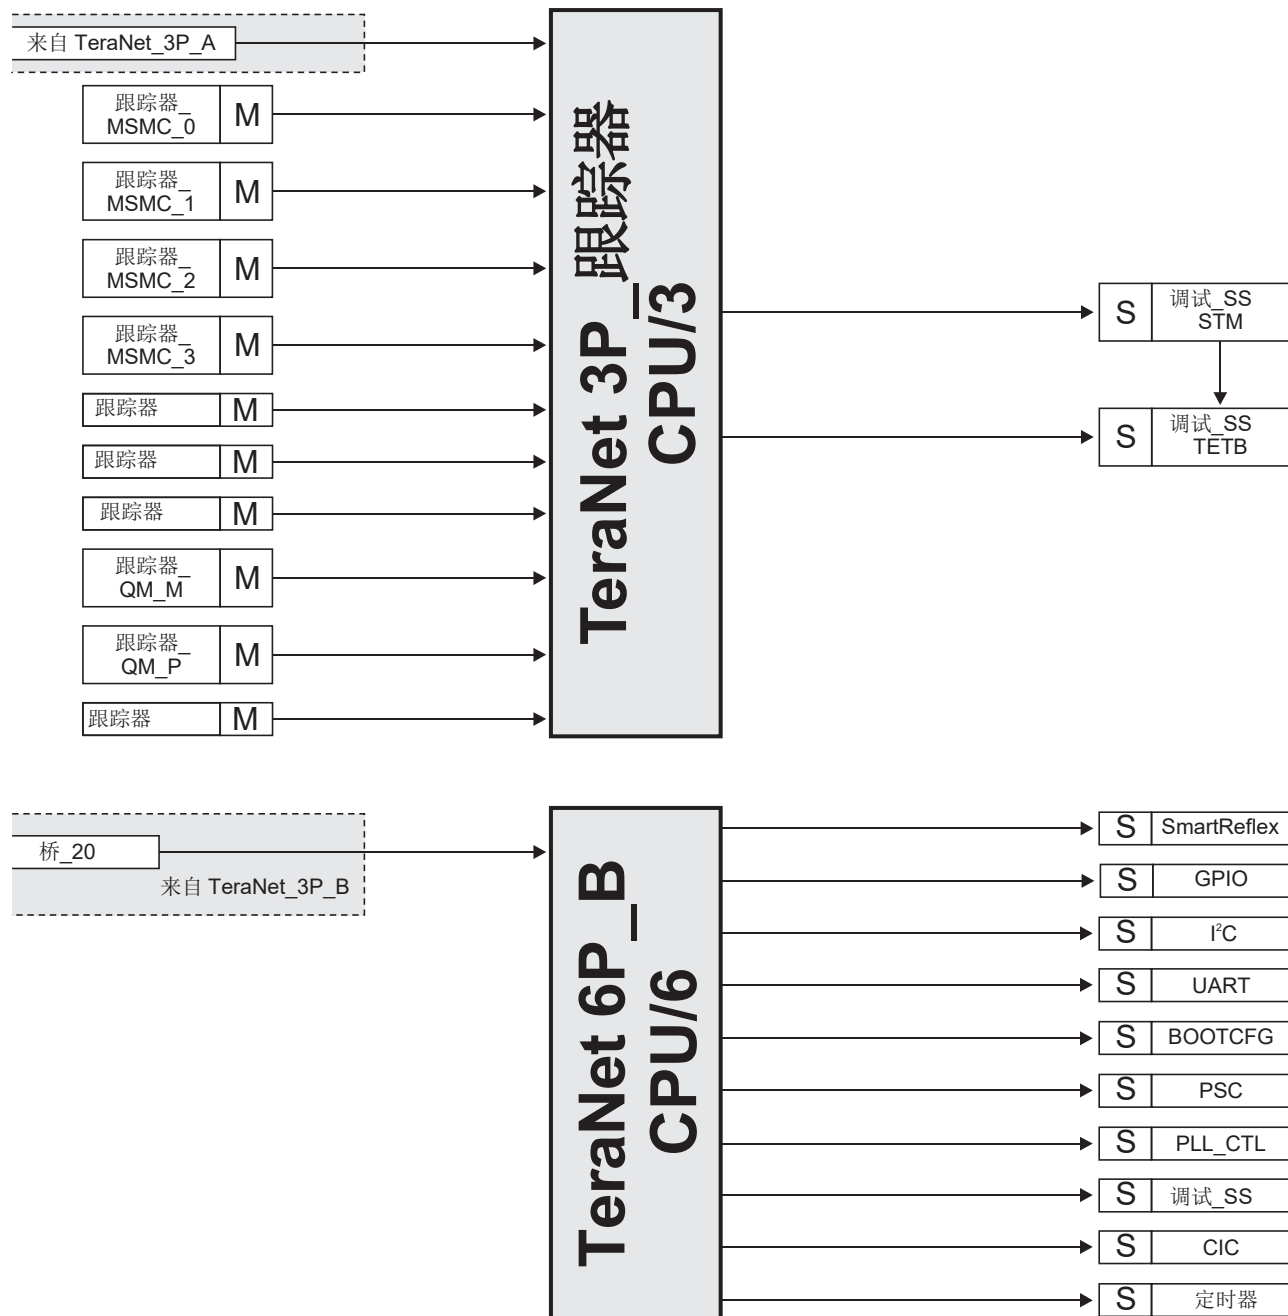 来自 TeraNet_3P_A
跟踪器_
MSMC_0
M
跟踪器_
MSMC_1
M
跟踪器_
MSMC_2
M
跟踪器_
MSMC_3
M
跟踪器
M
跟踪器
M
跟踪器
M
跟踪器_
QM_M
M
跟踪器_
QM_P
M
跟踪器
M
TeraNet 3P_跟踪器
CPU/3
S
调试_SS
STM
S
调试_SS
TETB
桥_20
来自 TeraNet_3P_B
TeraNet 6P_B
CPU/6
S SmartReflex
S GPIO
S I²C
S UART
S BOOTCFG
S PSC
S PLL_CTL
S 调试_SS
S CIC
S 定时器